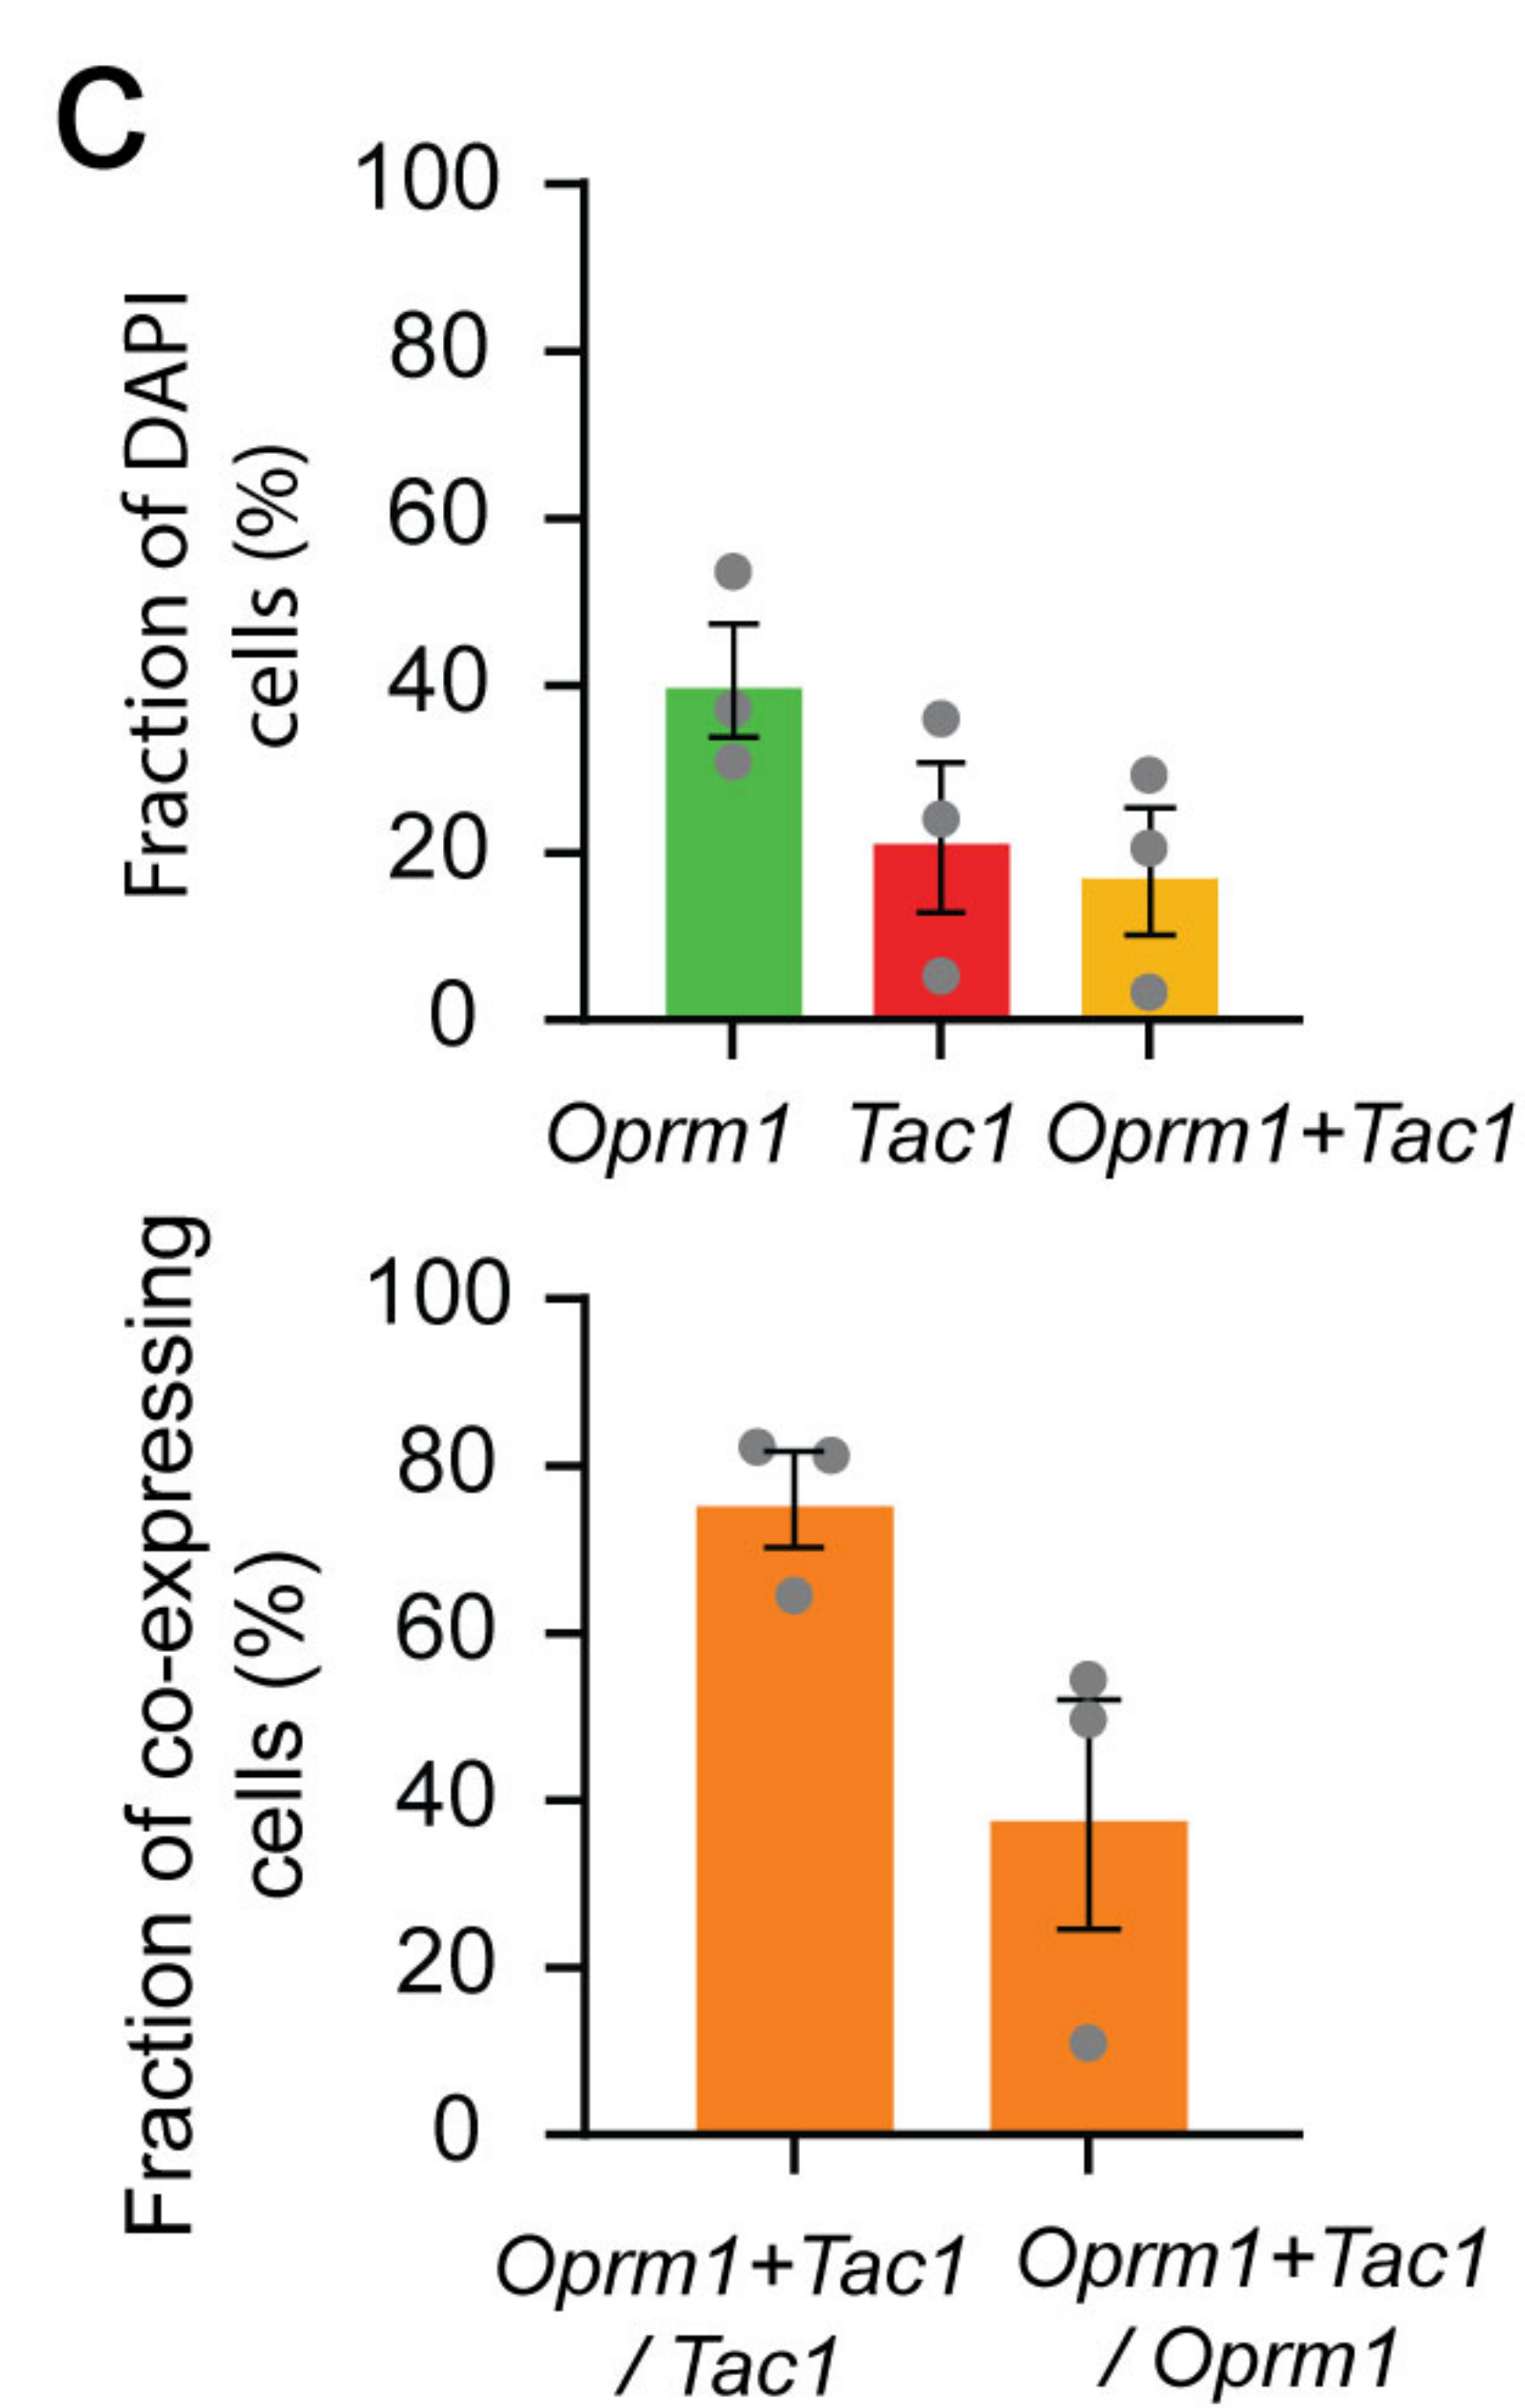 C
100
80
60
40
20
0
Fraction of DAPI
cells (%)
Oprm1 Tac1 Oprm1+Tac1
100
80
60
40
20
0
Fraction of co-expressing
cells (%)
Oprm1+Tac1
/ Tac1
Oprm1+Tac1
/ Oprm1